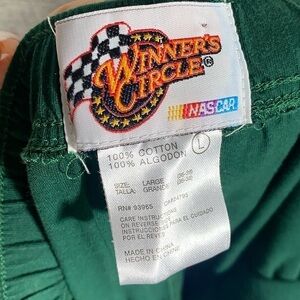 WINNER'S
CIRCLE®
NASCAR
100% COTTON
100% ALGODON
L
SIZE: LARGE
TALLA: GRANDE
RN# 93955
CARE INSTRUCTIONS
ON REVERSE
INSTRUCCIONES PARA EL CUIDADO
POR EL REVES
MADE IN CHINA
HECHO EN CHINA